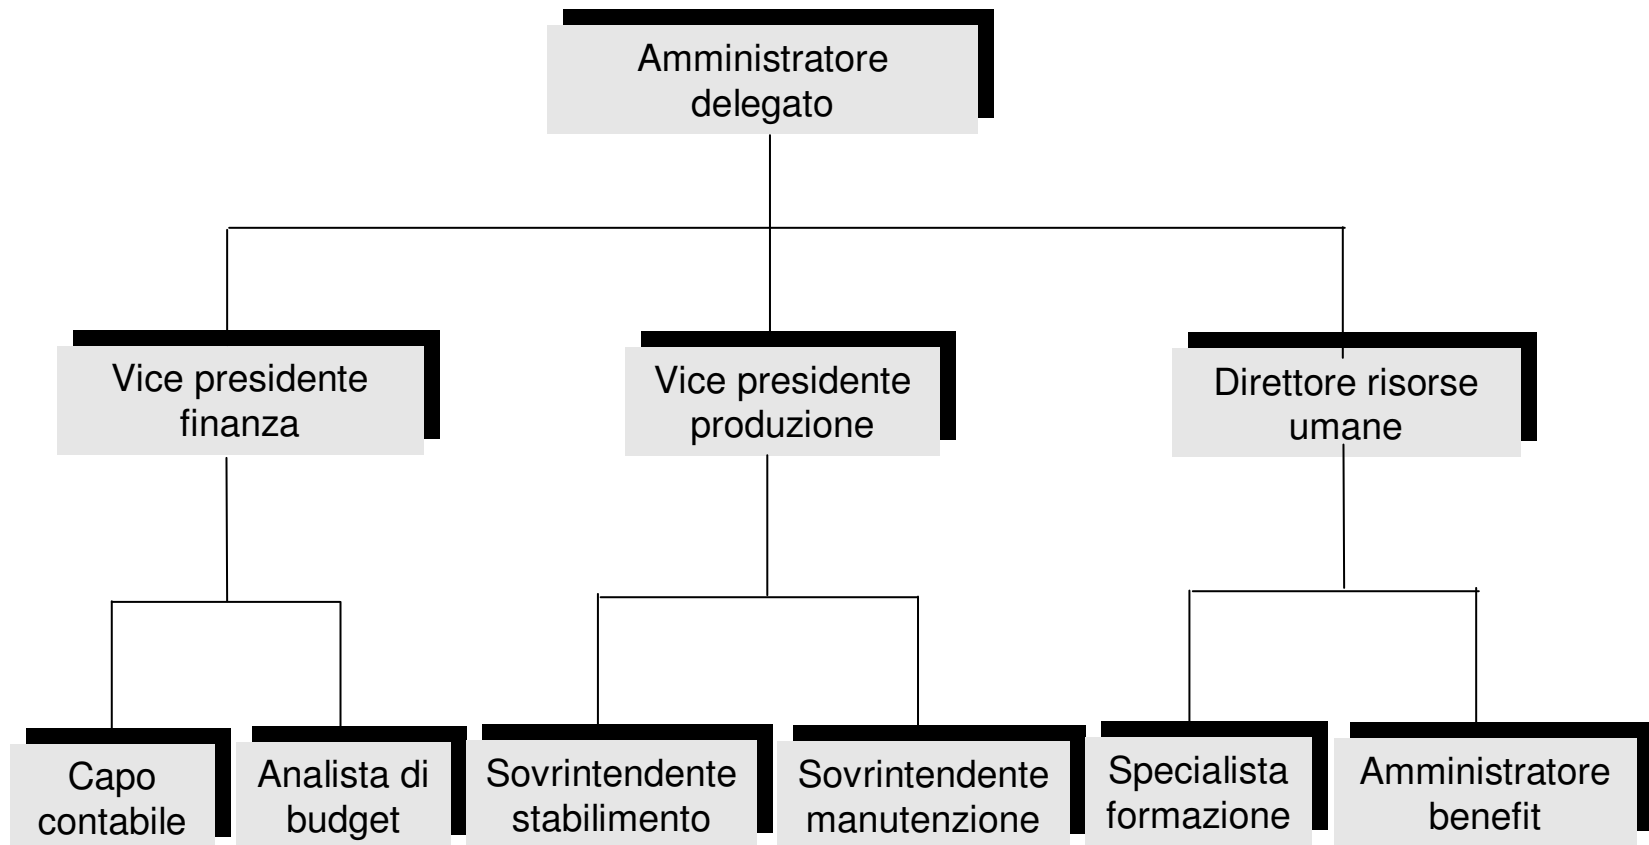 Amministratore
delegato
Vice presidente
finanza
Vice presidente
produzione
Direttore risorse
umane
Capo
contabile
Analista di
budget
Sovrintendente
stabilimento
Sovrintendente
manutenzione
Specialista
formazione
Amministratore
benefit